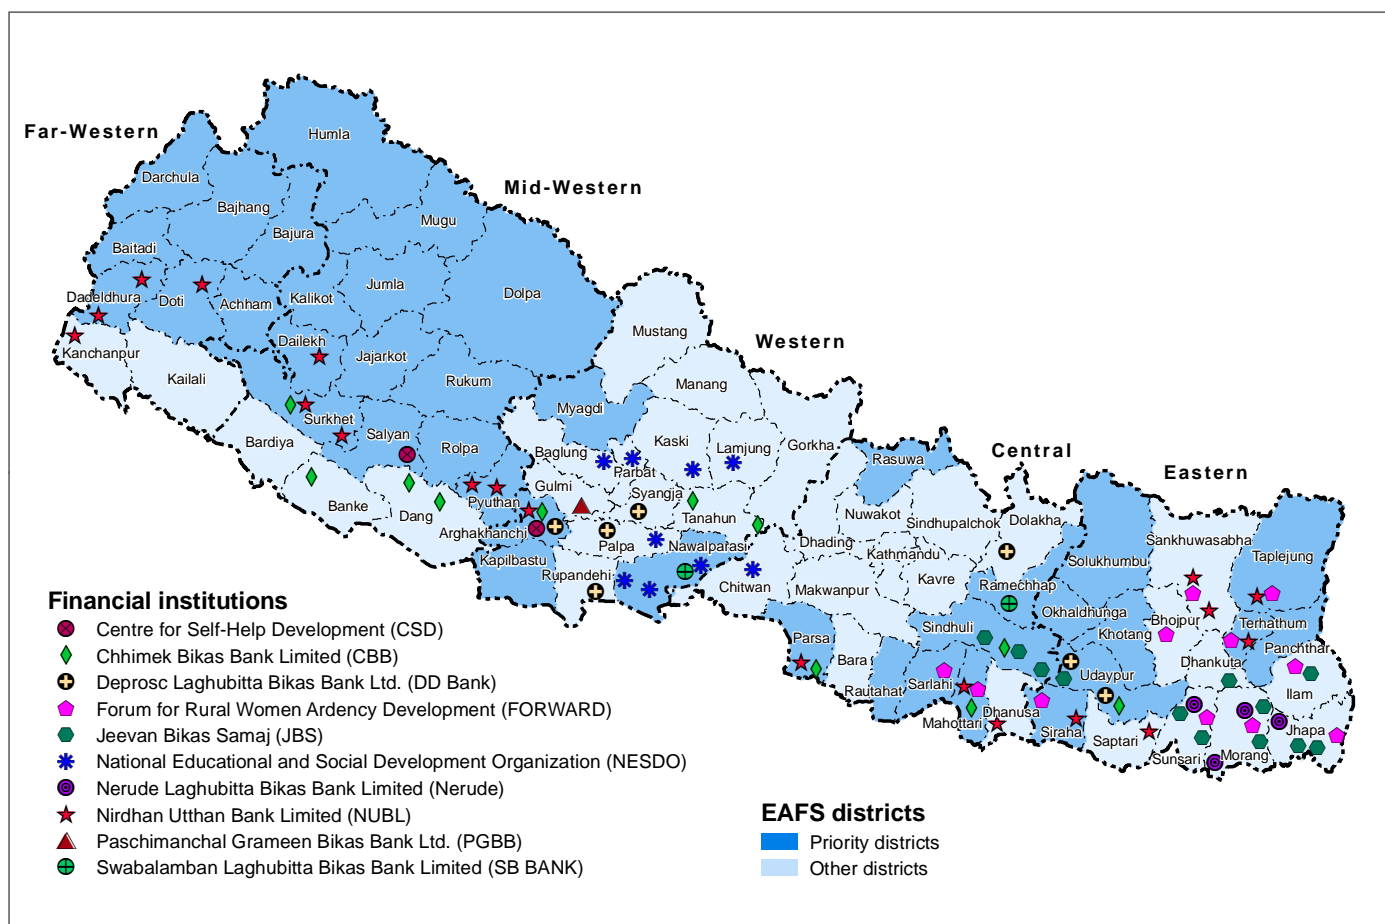 Far-Western
Humla
Darchula
Mid-Western
Bajhang
Mugu
Bajura
Baitadi
Jumla
Dolpa
Dadeldhura
Doti
Achham
Kalikot
Mustang
Western
Dailekh
Kanchanpur
Jajarkot
Kailali
Rukum
Manang
Myagdi
Surkhet
Salyan
Bardiya
Rolpa
Baglung
Kaski
Lamjung
Gorkha
Central
Rasuwa
Parbat
Eastern
Gulmi
Syangja
Pyuthan
Banke
Dang
Tanahun
Nuwakot
Sindhupalchok
Dolakha
Arghakhanchi
Palpa
Nawalparasi
Dhading
Sankhuwasabha
Kathmandu
Taplejung
Kapilbastu
Solukhumbu
Rupandehi
Chitwan
Makwanpur
Kavre
Ramechhap
Okhaldhunga
Bhojpur
Terhathum
Sindhuli
Khotang
Parsa
Panchthar
Bara
Dhankuta
Udaypur
Sarlahi
Rautahat
Ilam
Dhanusa
Mahottari
Siraha
Jhapa
Saptari
Sunsari
Morang
Financial institutions
Centre for Self-Help Development (CSD)
Chhimek Bikas Bank Limited (CBB)
Deprosc Laghubitta Bikas Bank Ltd. (DD Bank)
Forum for Rural Women Ardency Development (FORWARD)
Jeevan Bikas Samaj (JBS)
National Educational and Social Development Organization (NESDO)
Nerude Laghubitta Bikas Bank Limited (Nerude)
Nirdhan Utthan Bank Limited (NUBL)
Paschimanchal Grameen Bikas Bank Ltd. (PGBB)
Swabalamban Laghubitta Bikas Bank Limited (SB BANK)
EAFS districts
Priority districts
Other districts